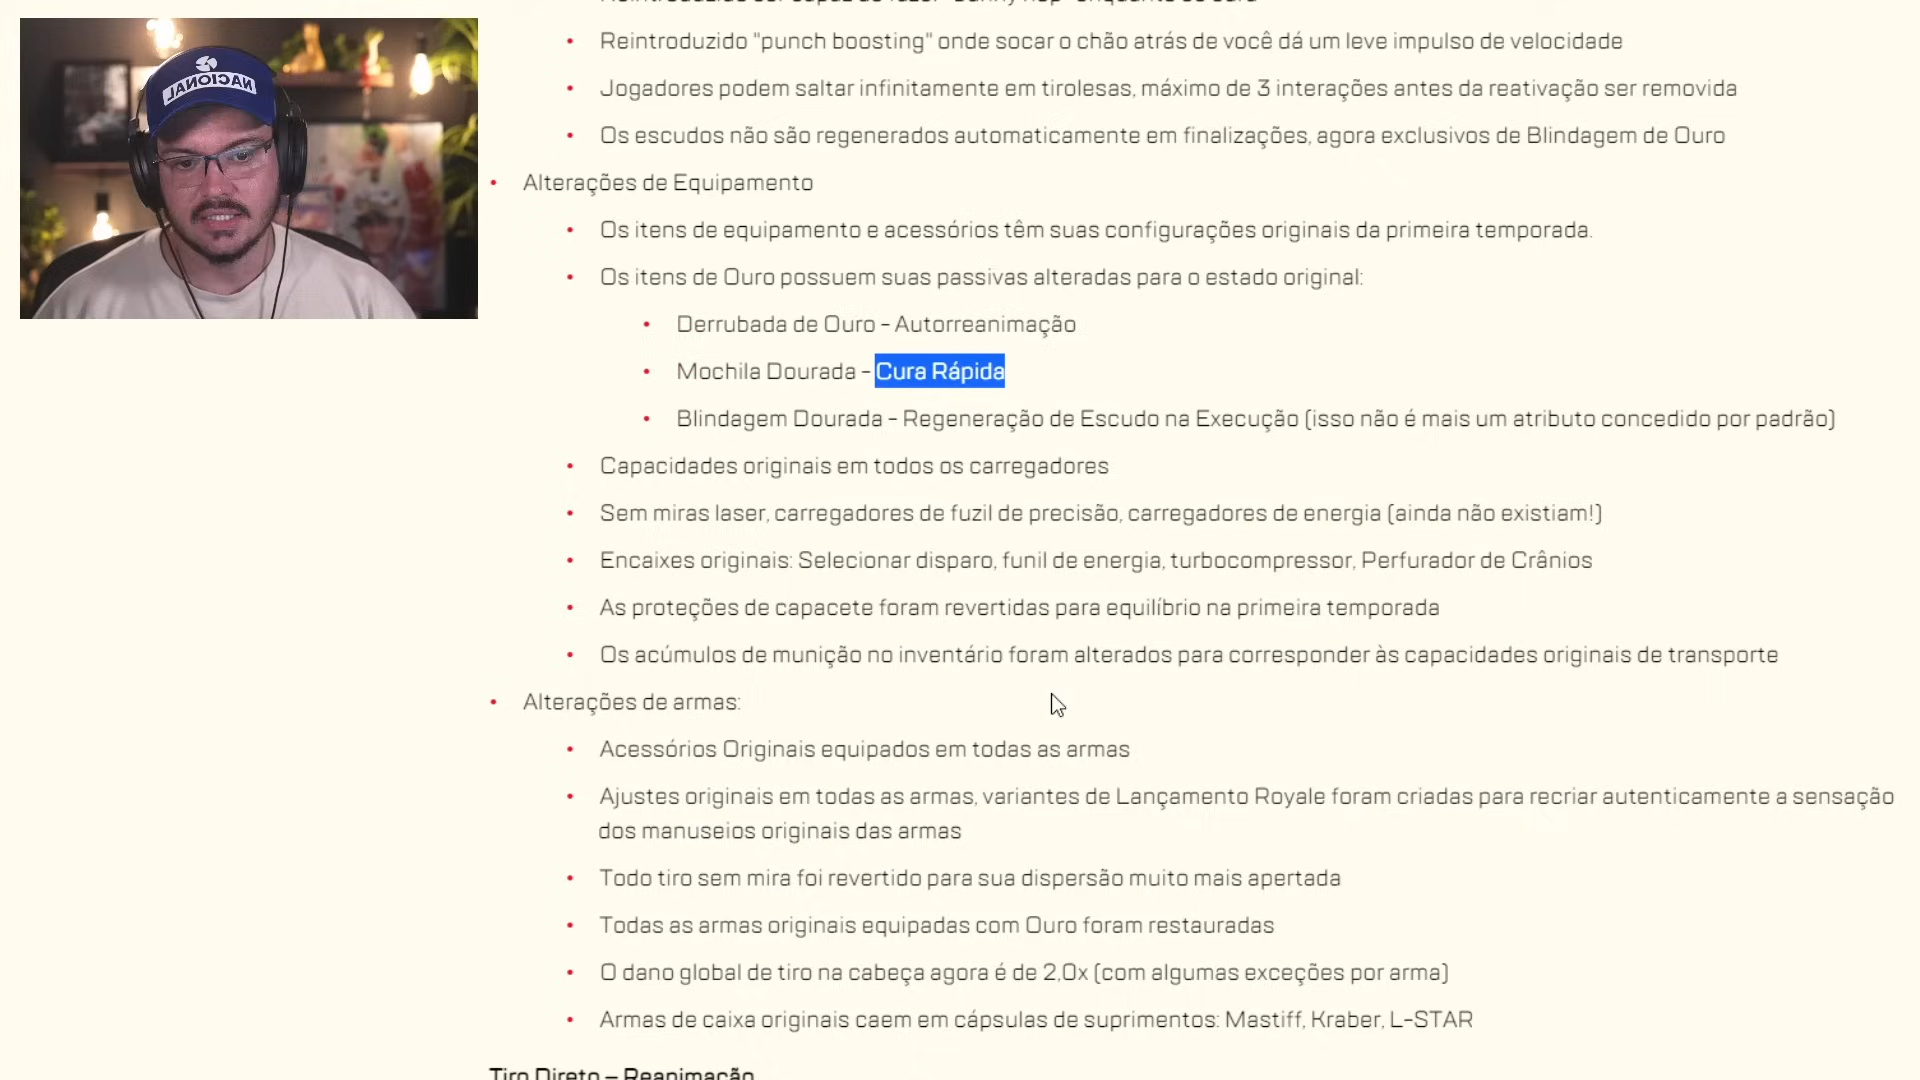 Reintroduzido ser capaz de fazer "bunny hop" enquanto se cura
Reintroduzido "punch boosting" onde socar o chão atrás de você dá um leve impulso de velocidade
Jogadores podem saltar infinitamente em tirolesas, máximo de 3 interações antes da reativação ser removida
Os escudos não são regenerados automaticamente em finalizações, agora exclusivos de Blindagem de Ouro
NACIONAL
Alterações de Equipamento
Os itens de equipamento e acessórios têm suas configurações originais da primeira temporada.
Os itens de Ouro possuem suas passivas alteradas para o estado original:
Derrubada de Ouro - Autorreanimação
Mochila Dourada - Cura Rápida
Blindagem Dourada - Regeneração de Escudo na Execução (isso não é mais um atributo concedido por padrão)
Capacidades originais em todos os carregadores
Sem miras laser, carregadores de fuzil de precisão, carregadores de energia (ainda não existiam!)
Encaixes originais: Selecionar disparo, funil de energia, turbocompressor, Perfurador de Crânios
As proteções de capacete foram revertidas para equilíbrio na primeira temporada
Os acúmulos de munição no inventário foram alterados para corresponder às capacidades originais de transporte
Alterações de armas:
Acessórios Originais equipados em todas as armas
Ajustes originais em todas as armas, variantes de Lançamento Royale foram criadas para recriar autenticamente a sensação
dos manuseios originais das armas
Todo tiro sem mira foi revertido para sua dispersão muito mais apertada
Todas as armas originais equipadas com Ouro foram restauradas
O dano global de tiro na cabeça agora é de 2,0x (com algumas exceções por arma)
Armas de caixa originais caem em cápsulas de suprimentos: Mastiff, Kraber, L-STAR
Tiro Direto – Reanimação